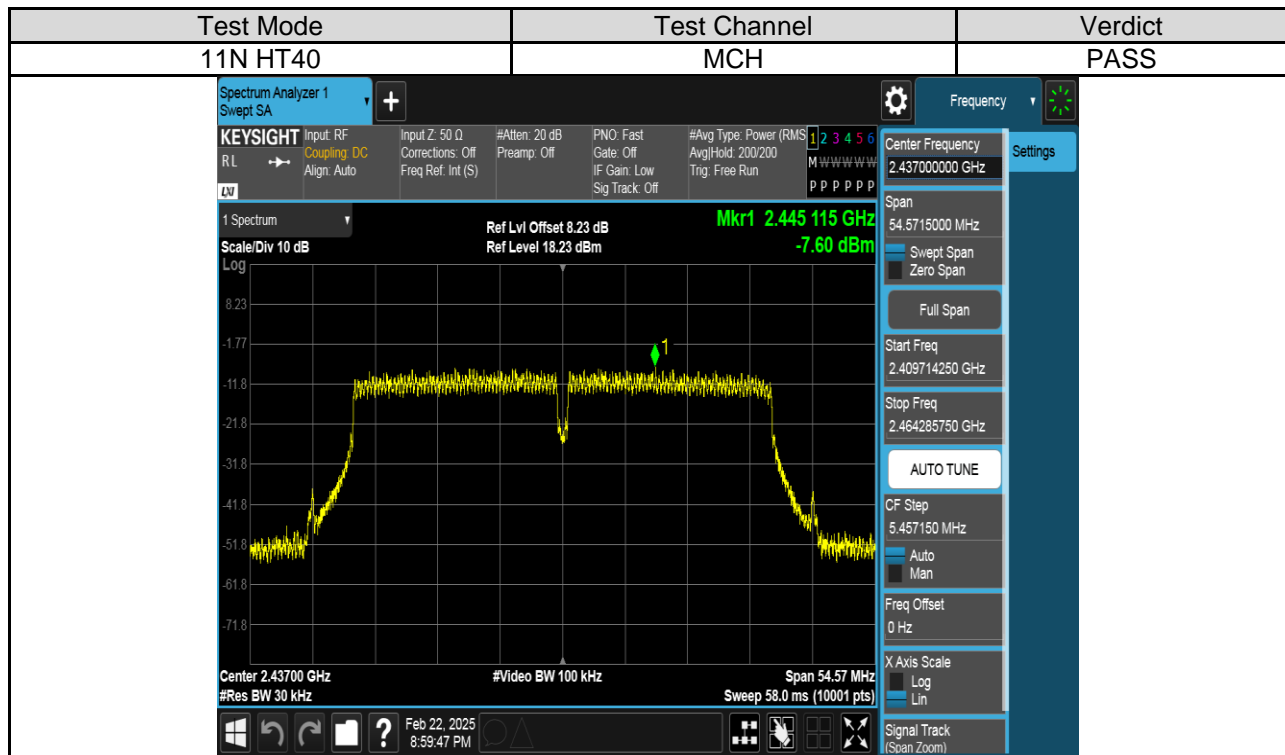 Test Mode Test Channel Verdict
11N HT40 MCH PASS
Spectrum Analyzer 1
Swept SA
+
Frequency
KEYSIGHT
R L
LXI
Input: RF
Coupling: DC
Align: Auto
Input Z: 50 Ω
Corrections: Off
Freq Ref: Int (S)
#Atten: 20 dB
Preamp: Off
PNO: Fast
Gate: Off
IF Gain: Low
Sig Track: Off
#Avg Type: Power (RMS
Avg|Hold: 200/200
Trig: Free Run
1 2 3 4 5 6
M W W W W W
P P P P P P
1 Spectrum
Scale/Div 10 dB
Log
Ref Lvl Offset 8.23 dB
Ref Level 18.23 dBm
Mkr1 2.445 115 GHz
-7.60 dBm
8.23
-1.77
-11.8
-21.8
-31.8
-41.8
-51.8
-61.8
-71.8
1
Center 2.43700 GHz
#Res BW 30 kHz
#Video BW 100 kHz
Span 54.57 MHz
Sweep 58.0 ms (10001 pts)
Center Frequency
2.437000000 GHz
Settings
Span
54.5715000 MHz
Swept Span
Zero Span
Full Span
Start Freq
2.409714250 GHz
Stop Freq
2.464285750 GHz
AUTO TUNE
CF Step
5.457150 MHz
Auto
Man
Freq Offset
0 Hz
X Axis Scale
Log
Lin
Signal Track
(Span Zoom)
?
Feb 22, 2025
8:59:47 PM